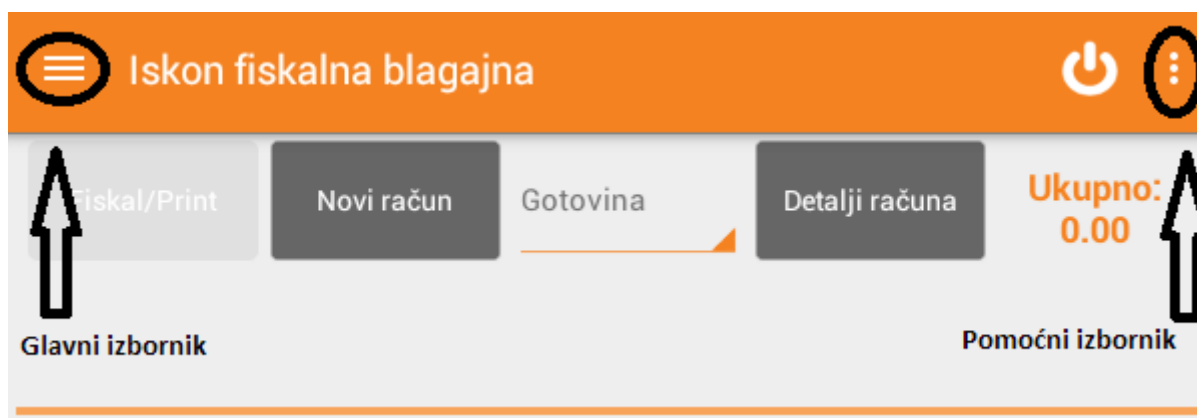 Iskon fiskalna blagajna
Fiskal/Print
Novi račun
Gotovina
Detalji računa
Ukupno:
0.00
Glavni izbornik
Pomoćni izbornik